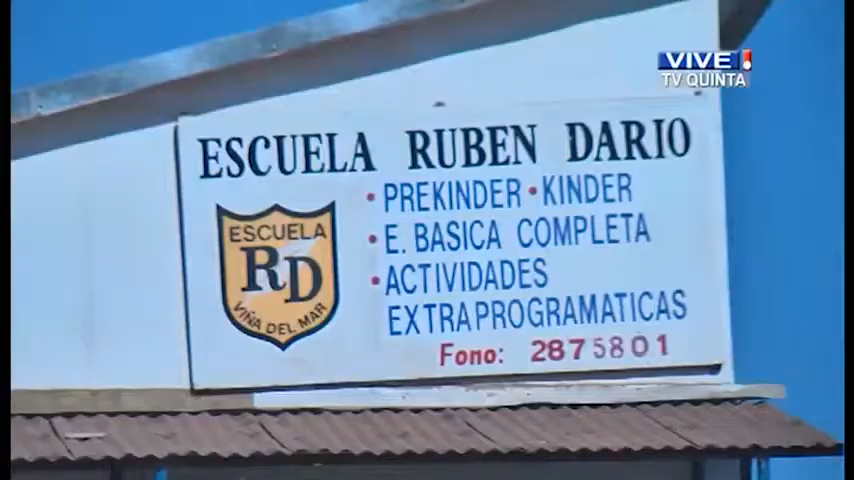 VIVE!
TV QUINTA
ESCUELA RUBEN DARIO
• PREKINDER • KINDER
• E. BASICA COMPLETA
• ACTIVIDADES
EXTRAPROGRAMATICAS
Fono: 2875801
ESCUELA
RD
VIÑA DEL MAR